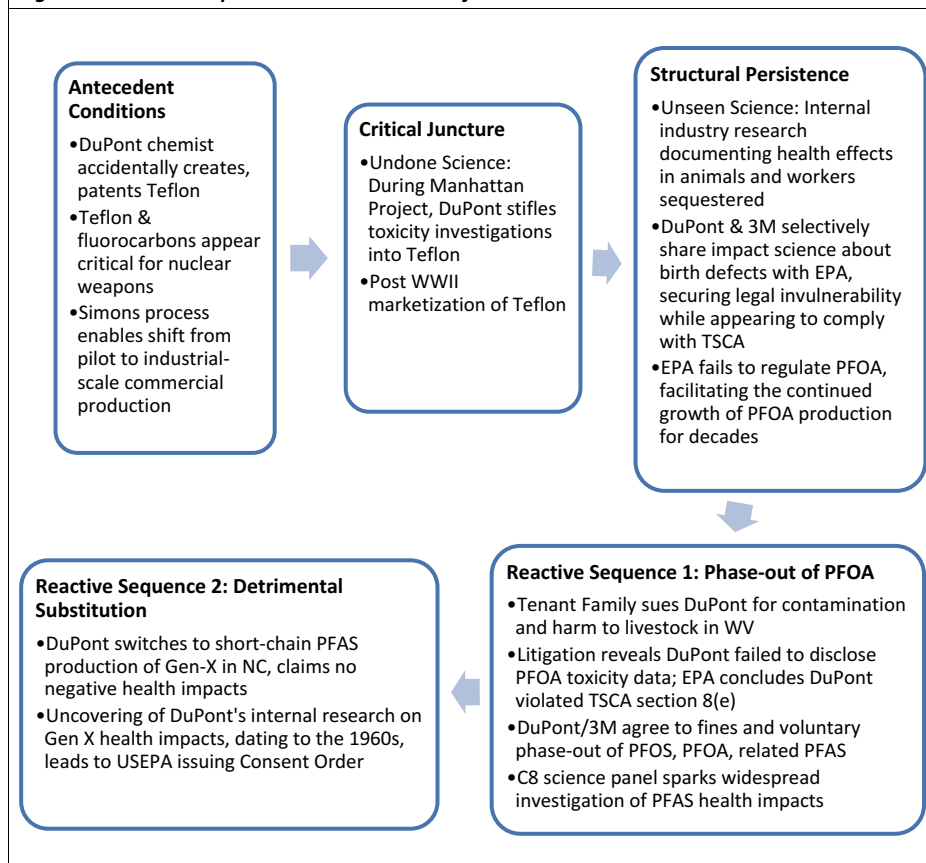 Antecedent
Conditions
•DuPont chemist
accidentally creates,
patents Teflon
•Teflon &
fluorocarbons appear
critical for nuclear
weapons
•Simons process
enables shift from
pilot to industrial-
scale commercial
production
Critical Juncture
•Undone Science:
During Manhattan
Project, DuPont stifles
toxicity investigations
into Teflon
•Post WWII
marketization of Teflon
Structural Persistence
•Unseen Science: Internal
industry research
documenting health effects
in animals and workers
sequestered
•DuPont & 3M selectively
share impact science about
birth defects with EPA,
securing legal invulnerability
while appearing to comply
with TSCA
•EPA fails to regulate PFOA,
facilitating the continued
growth of PFOA production
for decades
Reactive Sequence 1: Phase-out of PFOA
•Tenant Family sues DuPont for contamination
and harm to livestock in WV
•Litigation reveals DuPont failed to disclose
PFOA toxicity data; EPA concludes DuPont
violated TSCA section 8(e)
•DuPont/3M agree to fines and voluntary
phase-out of PFOS, PFOA, related PFAS
•C8 science panel sparks widespread
investigation of PFAS health impacts
Reactive Sequence 2: Detrimental
Substitution
•DuPont switches to short-chain PFAS
production of Gen-X in NC, claims no
negative health impacts
•Uncovering of DuPont's internal research on
Gen X health impacts, dating to the 1960s,
leads to USEPA issuing Consent Order